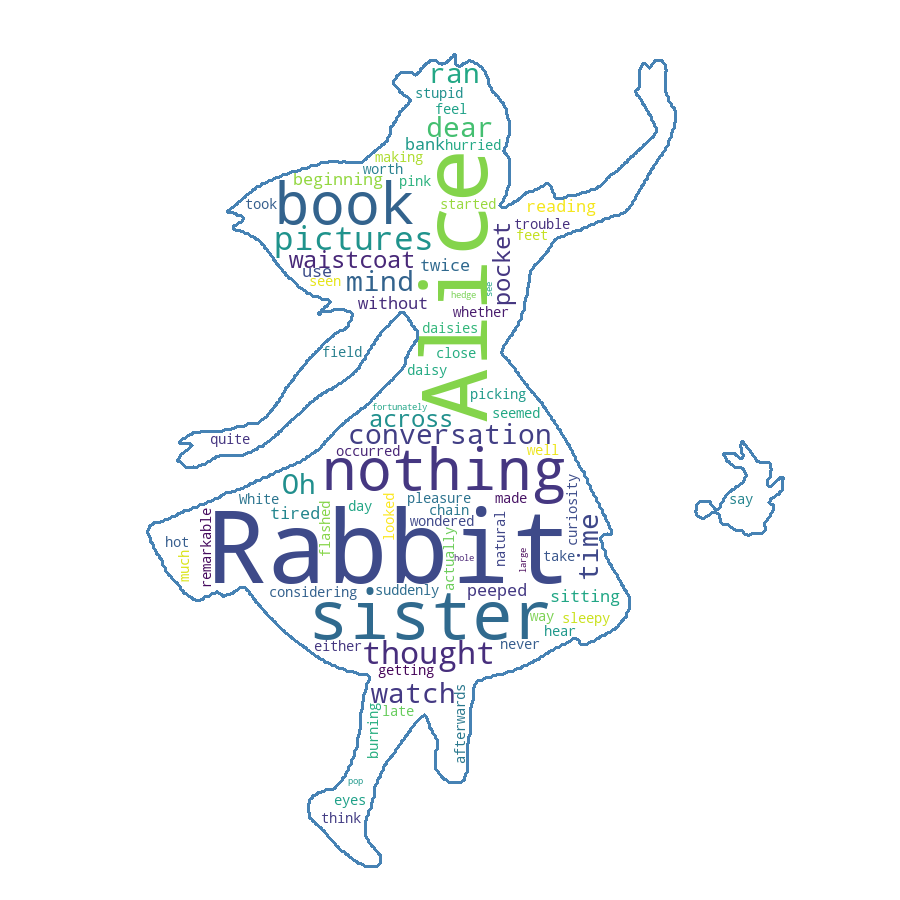 ran
stupid
feel
dear
bank
hurried
making
worth
Alice
beginning
pink
book
took
started
reading
trouble
feet
pictures
pocket
waistcoat
twice
use
mind
seen
see
hedge
without
whether
daisies
field
close
daisy
picking
fortunately
seemed
across
quite
conversation
occurred
well
nothing
Oh
White
pleasure
made
say
looked
day
chain
curiosity
tired
flashed
wondered
natural
time
remarkable
hot
Rabbit
actually
hole
large
take
much
considering
suddenly
peeped
sitting
sister
way
sleepy
hear
either
thought
never
getting
watch
afterwards
late
burning
pop
eyes
think